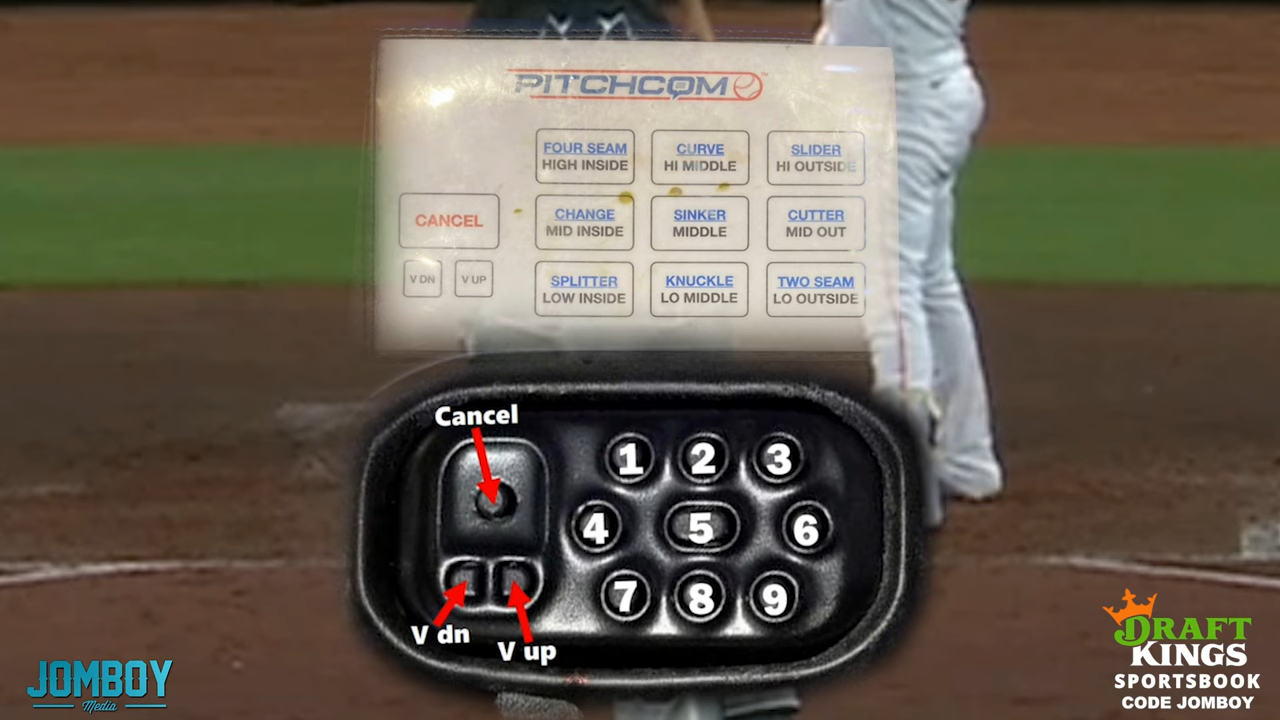 PITCHCOM
FOUR SEAM
HIGH INSIDE
CURVE
HI MIDDLE
SLIDER
HI OUTSIDE
CANCEL
CHANGE
MID INSIDE
SINKER
MIDDLE
CUTTER
MID OUT
V DN
V UP
SPLITTER
LOW INSIDE
KNUCKLE
LO MIDDLE
TWO SEAM
LO OUTSIDE
Cancel
1 2 3
4 5 6
7 8 9
V dn
V up
JOMBOY
Media
DRAFT
KINGS
SPORTSBOOK
CODE JOMBOY